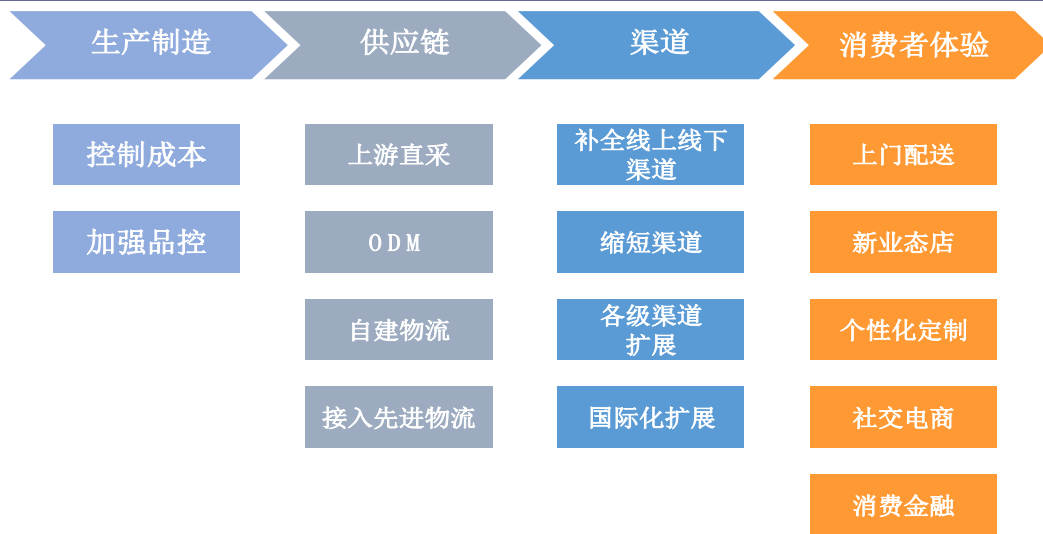 生产制造
供应链
渠道
消费者体验
控制成本
上游直采
补全线上线下
渠道
上门配送
加强品控
ODM
缩短渠道
新业态店
自建物流
各级渠道
扩展
个性化定制
接入先进物流
国际化扩展
社交电商
消费金融